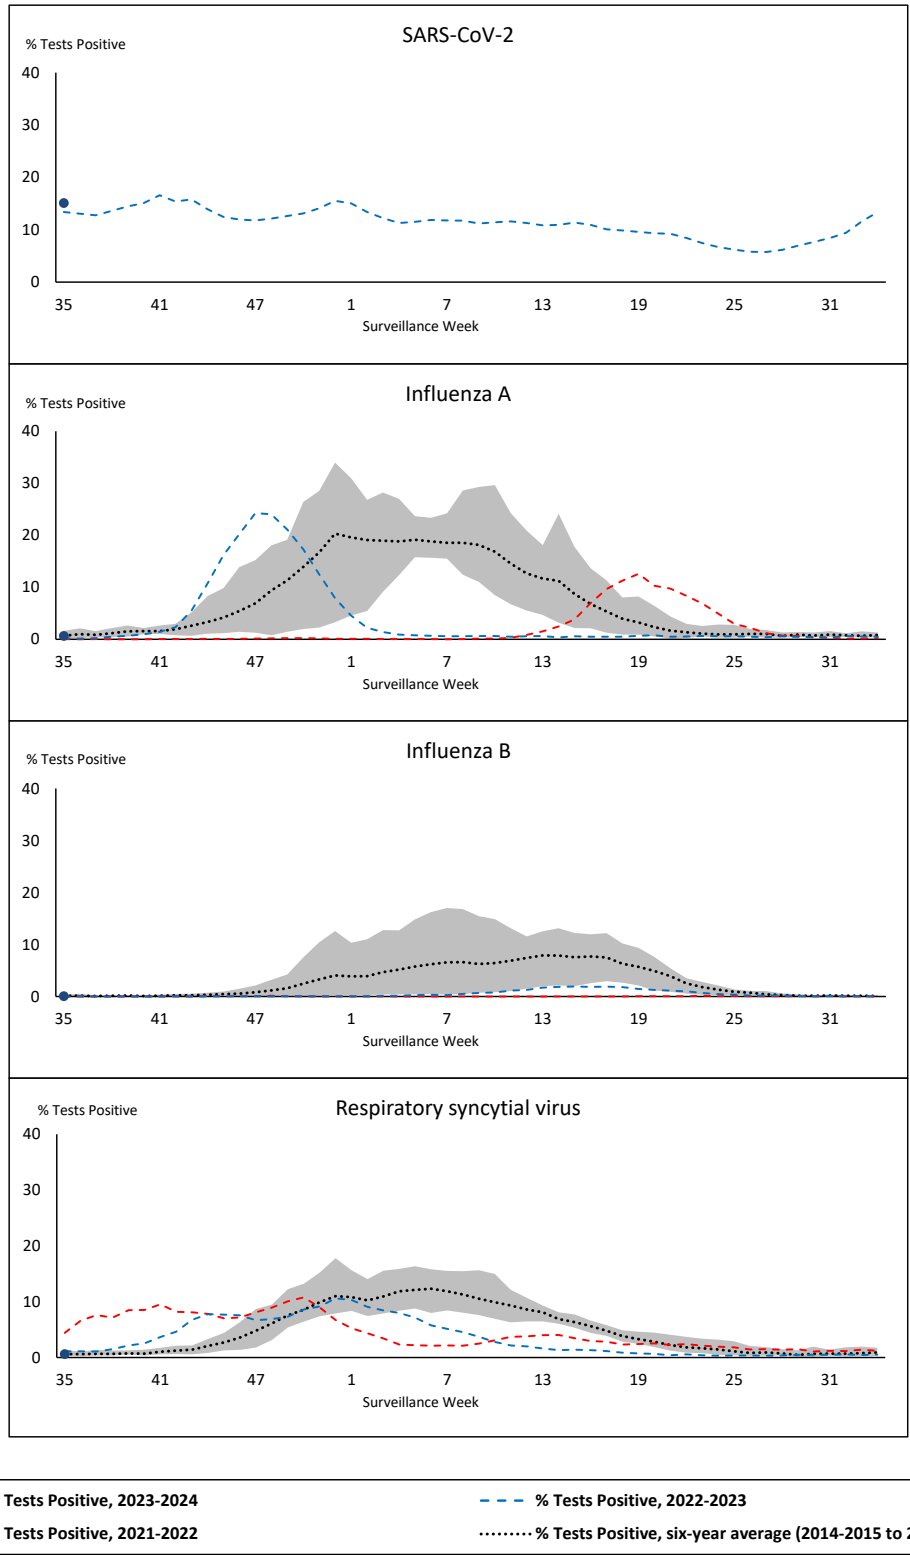 SARS-CoV-2
% Tests Positive
40
30
20
10
0
35 41 47 1 7 13 19 25 31
Surveillance Week
Influenza A
% Tests Positive
40
30
20
10
0
35 41 47 1 7 13 19 25 31
Surveillance Week
Influenza B
% Tests Positive
40
30
20
10
0
35 41 47 1 7 13 19 25 31
Surveillance Week
Respiratory syncytial virus
% Tests Positive
40
30
20
10
0
35 41 47 1 7 13 19 25 31
Surveillance Week
Tests Positive, 2023-2024 % Tests Positive, 2022-2023
Tests Positive, 2021-2022 % Tests Positive, six-year average (2014-2015 to 2